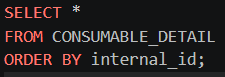 SELECT *
FROM CONSUMABLE_DETAIL
ORDER BY internal_id;